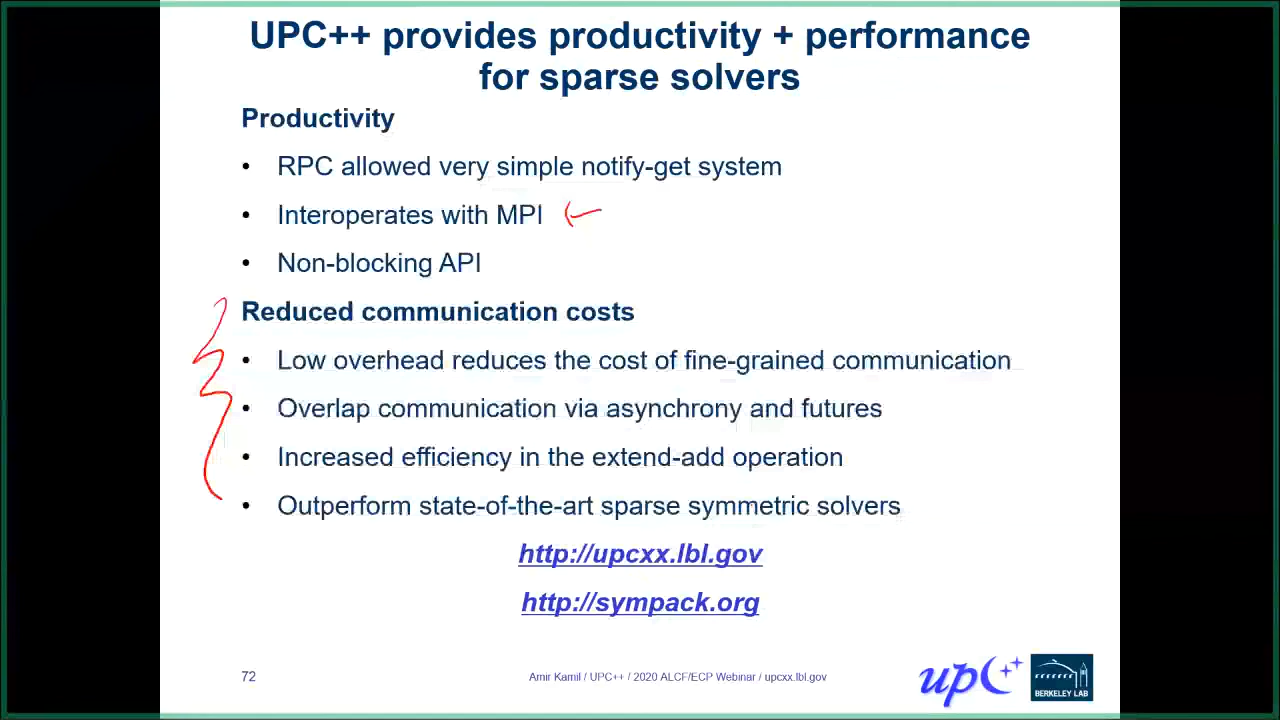 UPC++ provides productivity + performance
for sparse solvers
Productivity
• RPC allowed very simple notify-get system
• Interoperates with MPI
• Non-blocking API
Reduced communication costs
• Low overhead reduces the cost of fine-grained communication
• Overlap communication via asynchrony and futures
• Increased efficiency in the extend-add operation
• Outperform state-of-the-art sparse symmetric solvers
http://upcxx.lbl.gov
http://sympack.org
72
Amir Kamil / UPC++ / 2020 ALCF/ECP Webinar / upcxx.lbl.gov
upC++
BERKELEY LAB